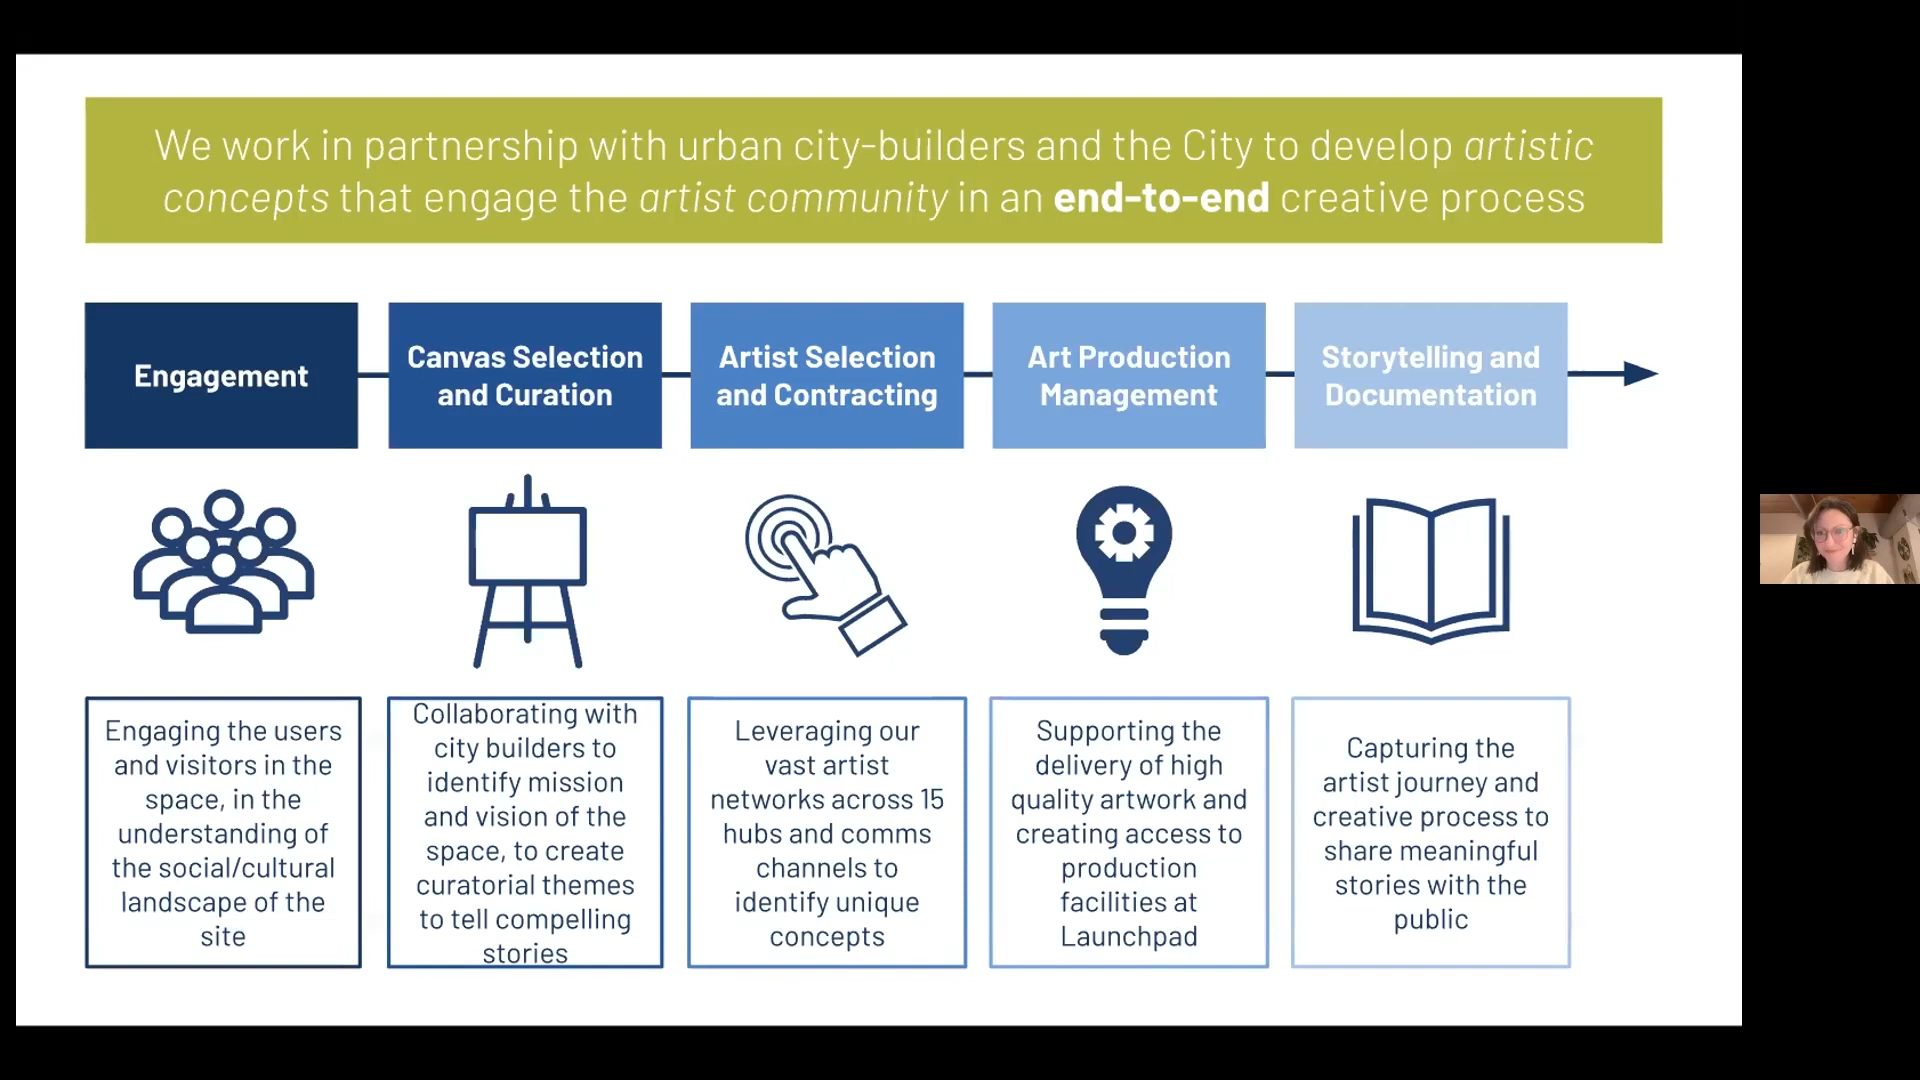 We work in partnership with urban city-builders and the City to develop artistic
concepts that engage the artist community in an end-to-end creative process
Engagement
Canvas Selection
and Curation
Artist Selection
and Contracting
Art Production
Management
Storytelling and
Documentation
Engaging the users
and visitors in the
space, in the
understanding of
the social/cultural
landscape of the
site
Collaborating with
city builders to
identify mission
and vision of the
space, to create
curatorial themes
to tell compelling
stories
Leveraging our
vast artist
networks across 15
hubs and comms
channels to
identify unique
concepts
Supporting the
delivery of high
quality artwork and
creating access to
production
facilities at
Launchpad
Capturing the
artist journey and
creative process to
share meaningful
stories with the
public